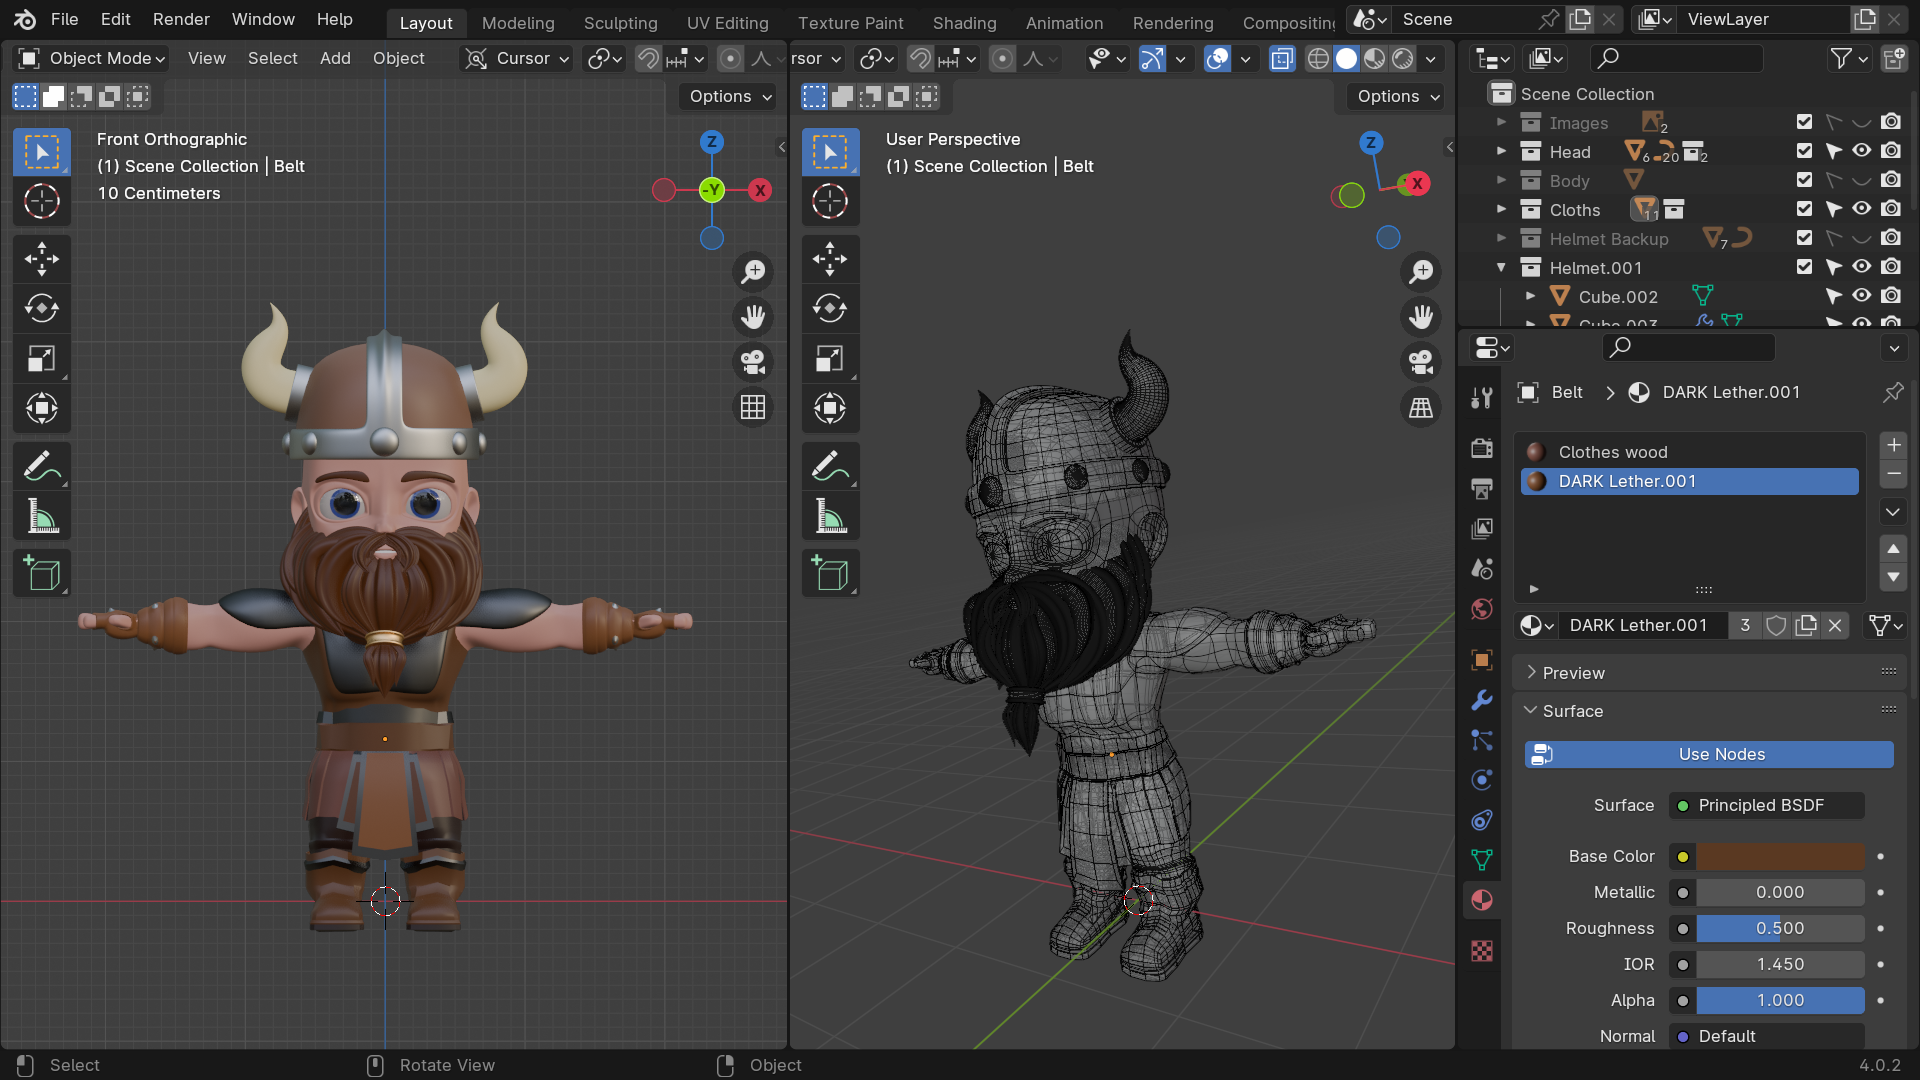 File Edit Render Window Help
Layout Modeling Sculpting UV Editing Texture Paint Shading Animation Rendering Compositing
Scene
ViewLayer
Object Mode View Select Add Object Cursor
rsor
Options
Options
Front Orthographic
(1) Scene Collection | Belt
10 Centimeters
Z
-Y
X
User Perspective
(1) Scene Collection | Belt
Z
X
Scene Collection
Images 2
Head 6 20 2
Body
Cloths 11
Helmet Backup 7
Helmet.001
Cube.002
Cube.003
Belt > DARK Lether.001
Clothes wood
DARK Lether.001
DARK Lether.001 3
Preview
Surface
Use Nodes
Surface Principled BSDF
Base Color
Metallic 0.000
Roughness 0.500
IOR 1.450
Alpha 1.000
Normal Default
Select
Rotate View
Object
4.0.2